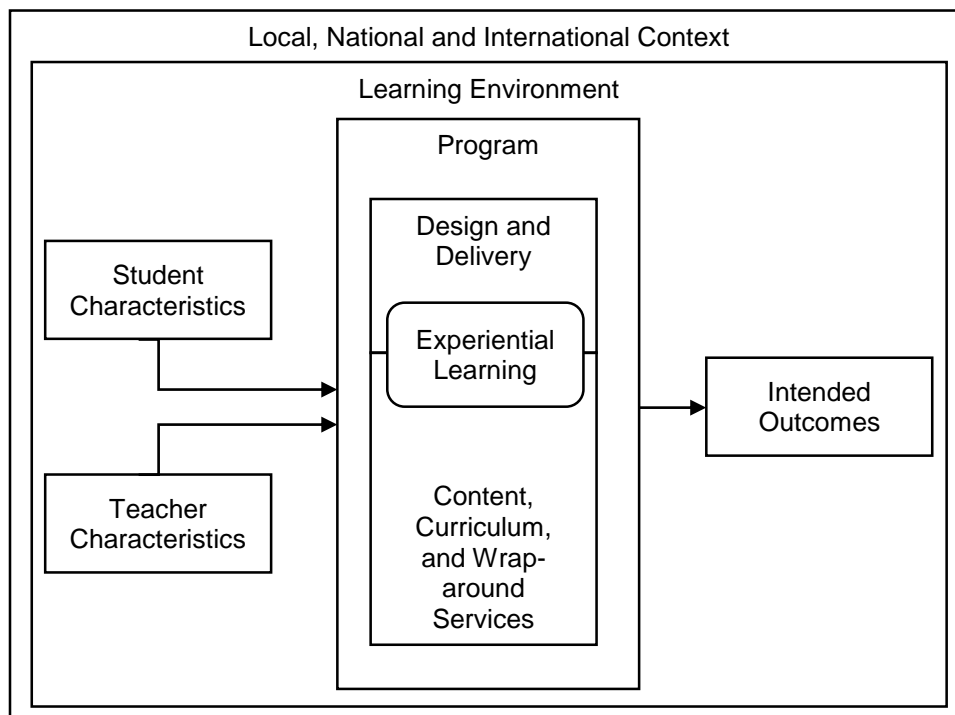 Local, National and International Context
Learning Environment
Program
Design and
Delivery
Student
Characteristics
Experiential
Learning
Intended
Outcomes
Teacher
Characteristics
Content,
Curriculum,
and Wrap-
around
Services